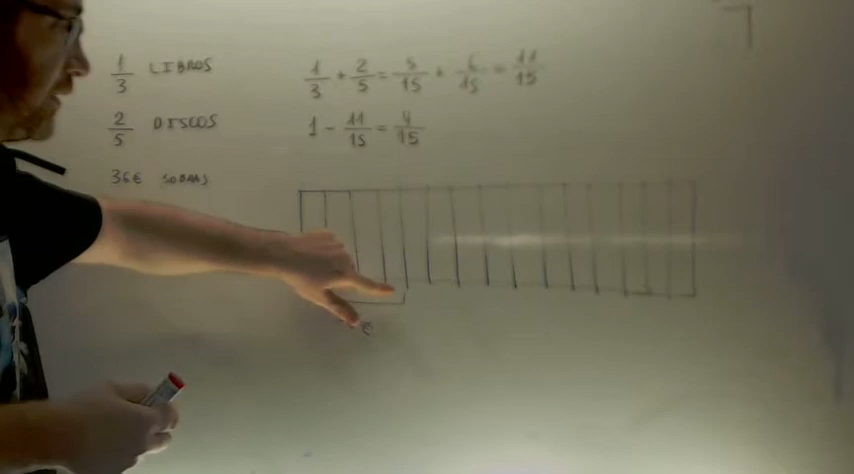 1/3 LIBROS
2/5 DISCOS
36€ SOBRAS
1/3 + 2/5 = 5/15 + 6/15 = 11/15
1 - 11/15 = 4/15
€